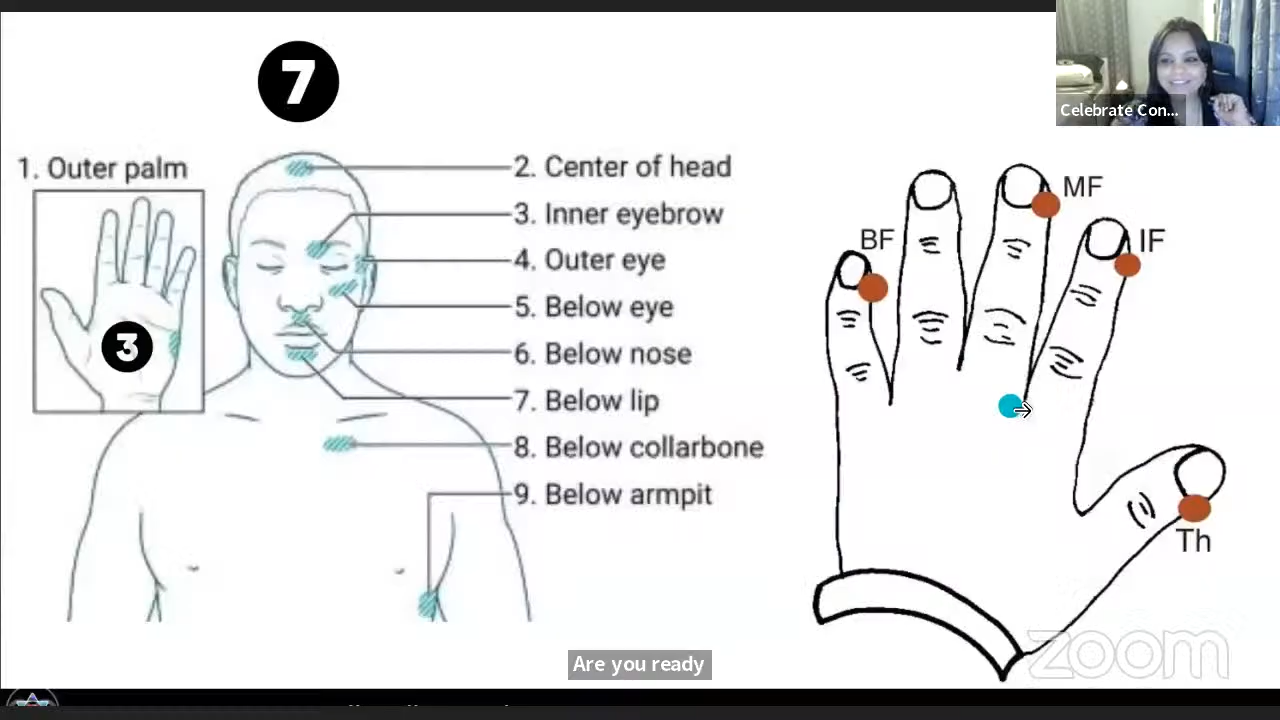 7
Celebrate Con...
1. Outer palm
3
2. Center of head
3. Inner eyebrow
4. Outer eye
5. Below eye
6. Below nose
7. Below lip
8. Below collarbone
9. Below armpit
BF
MF
IF
Th
Are you ready
zoom